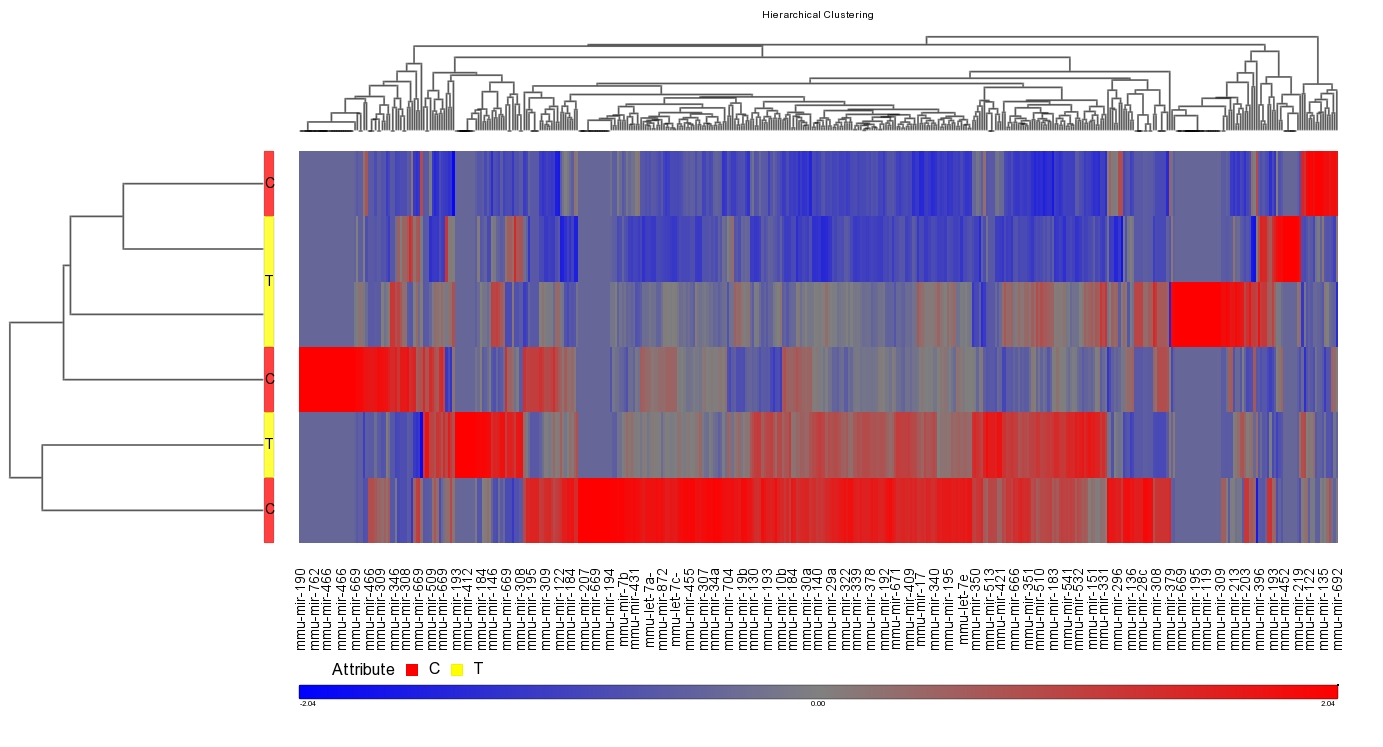 Hierarchical Clustering
C
T
C
T
C
mmu-mir-190
mmu-mir-762
mmu-mir-466
mmu-mir-466
mmu-mir-669
mmu-mir-466
mmu-mir-309
mmu-mir-346
mmu-mir-308
mmu-mir-669
mmu-mir-509
mmu-mir-669
mmu-mir-193
mmu-mir-412
mmu-mir-184
mmu-mir-146
mmu-mir-669
mmu-mir-308
mmu-mir-195
mmu-mir-309
mmu-mir-122
mmu-mir-184
mmu-mir-207
mmu-mir-669
mmu-mir-194
mmu-mir-7b
mmu-mir-431
mmu-let-7a-
mmu-mir-872
mmu-let-7c-
mmu-mir-455
mmu-mir-307
mmu-mir-34a
mmu-mir-704
mmu-mir-19b
mmu-mir-130
mmu-mir-193
mmu-mir-10b
mmu-mir-184
mmu-mir-30a
mmu-mir-140
mmu-mir-29a
mmu-mir-322
mmu-mir-339
mmu-mir-378
mmu-mir-192
mmu-mir-671
mmu-mir-409
mmu-mir-17
mmu-mir-340
mmu-mir-195
mmu-let-7e
mmu-mir-350
mmu-mir-513
mmu-mir-421
mmu-mir-666
mmu-mir-351
mmu-mir-510
mmu-mir-183
mmu-mir-547
mmu-mir-532
mmu-mir-151
mmu-mir-331
mmu-mir-296
mmu-mir-136
mmu-mir-28c
mmu-mir-308
mmu-mir-379
mmu-mir-669
mmu-mir-195
mmu-mir-119
mmu-mir-309
mmu-mir-213
mmu-mir-203
mmu-mir-396
mmu-mir-193
mmu-mir-452
mmu-mir-219
mmu-mir-122
mmu-mir-135
mmu-mir-692
Attribute C T
-2.04 0.00 2.04